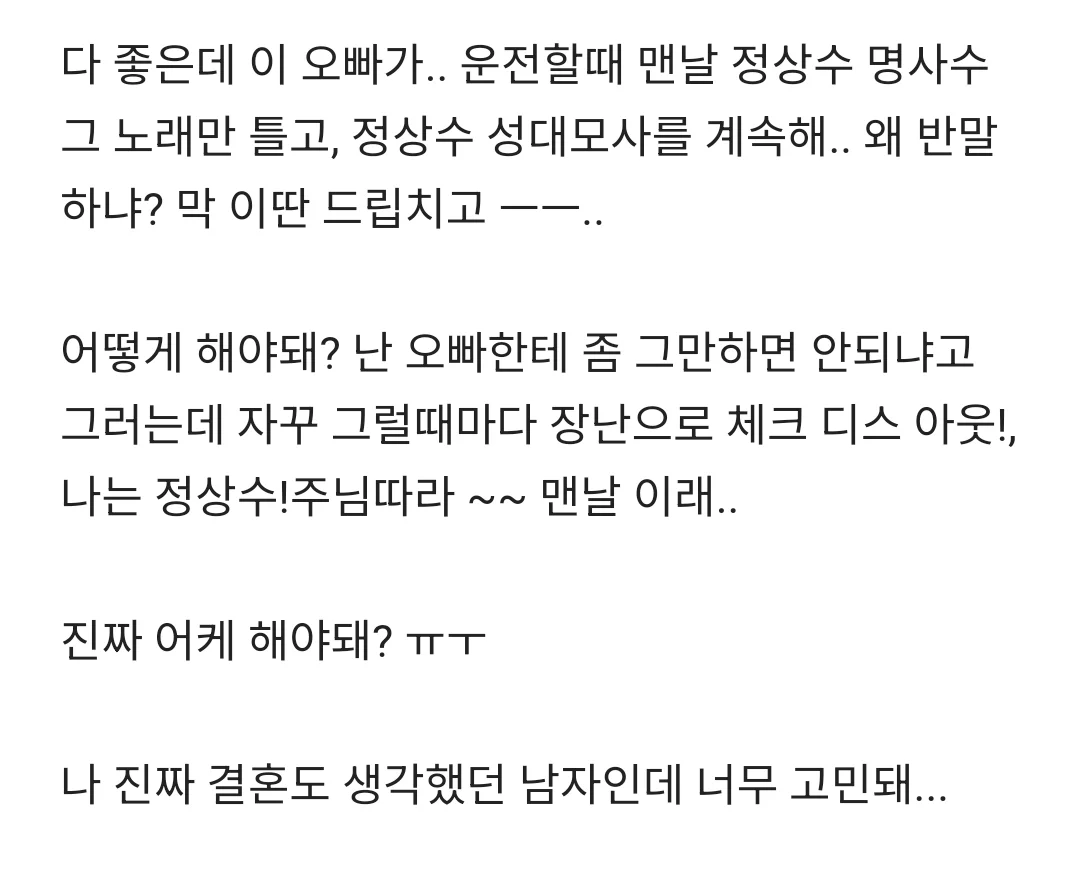 다 좋은데 이 오빠가.. 운전할때 맨날 정상수 명사수
그 노래만 틀고, 정상수 성대모사를 계속해.. 왜 반말
하냐? 막 이딴 드립치고 ㅡㅡ..
어떻게 해야돼? 난 오빠한테 좀 그만하면 안되냐고
그러는데 자꾸 그럴때마다 장난으로 체크 디스 아웃!,
나는 정상수!주님따라 ~~ 맨날 이래..
진짜 어케 해야돼? ㅠㅜ
나 진짜 결혼도 생각했던 남자인데 너무 고민돼...